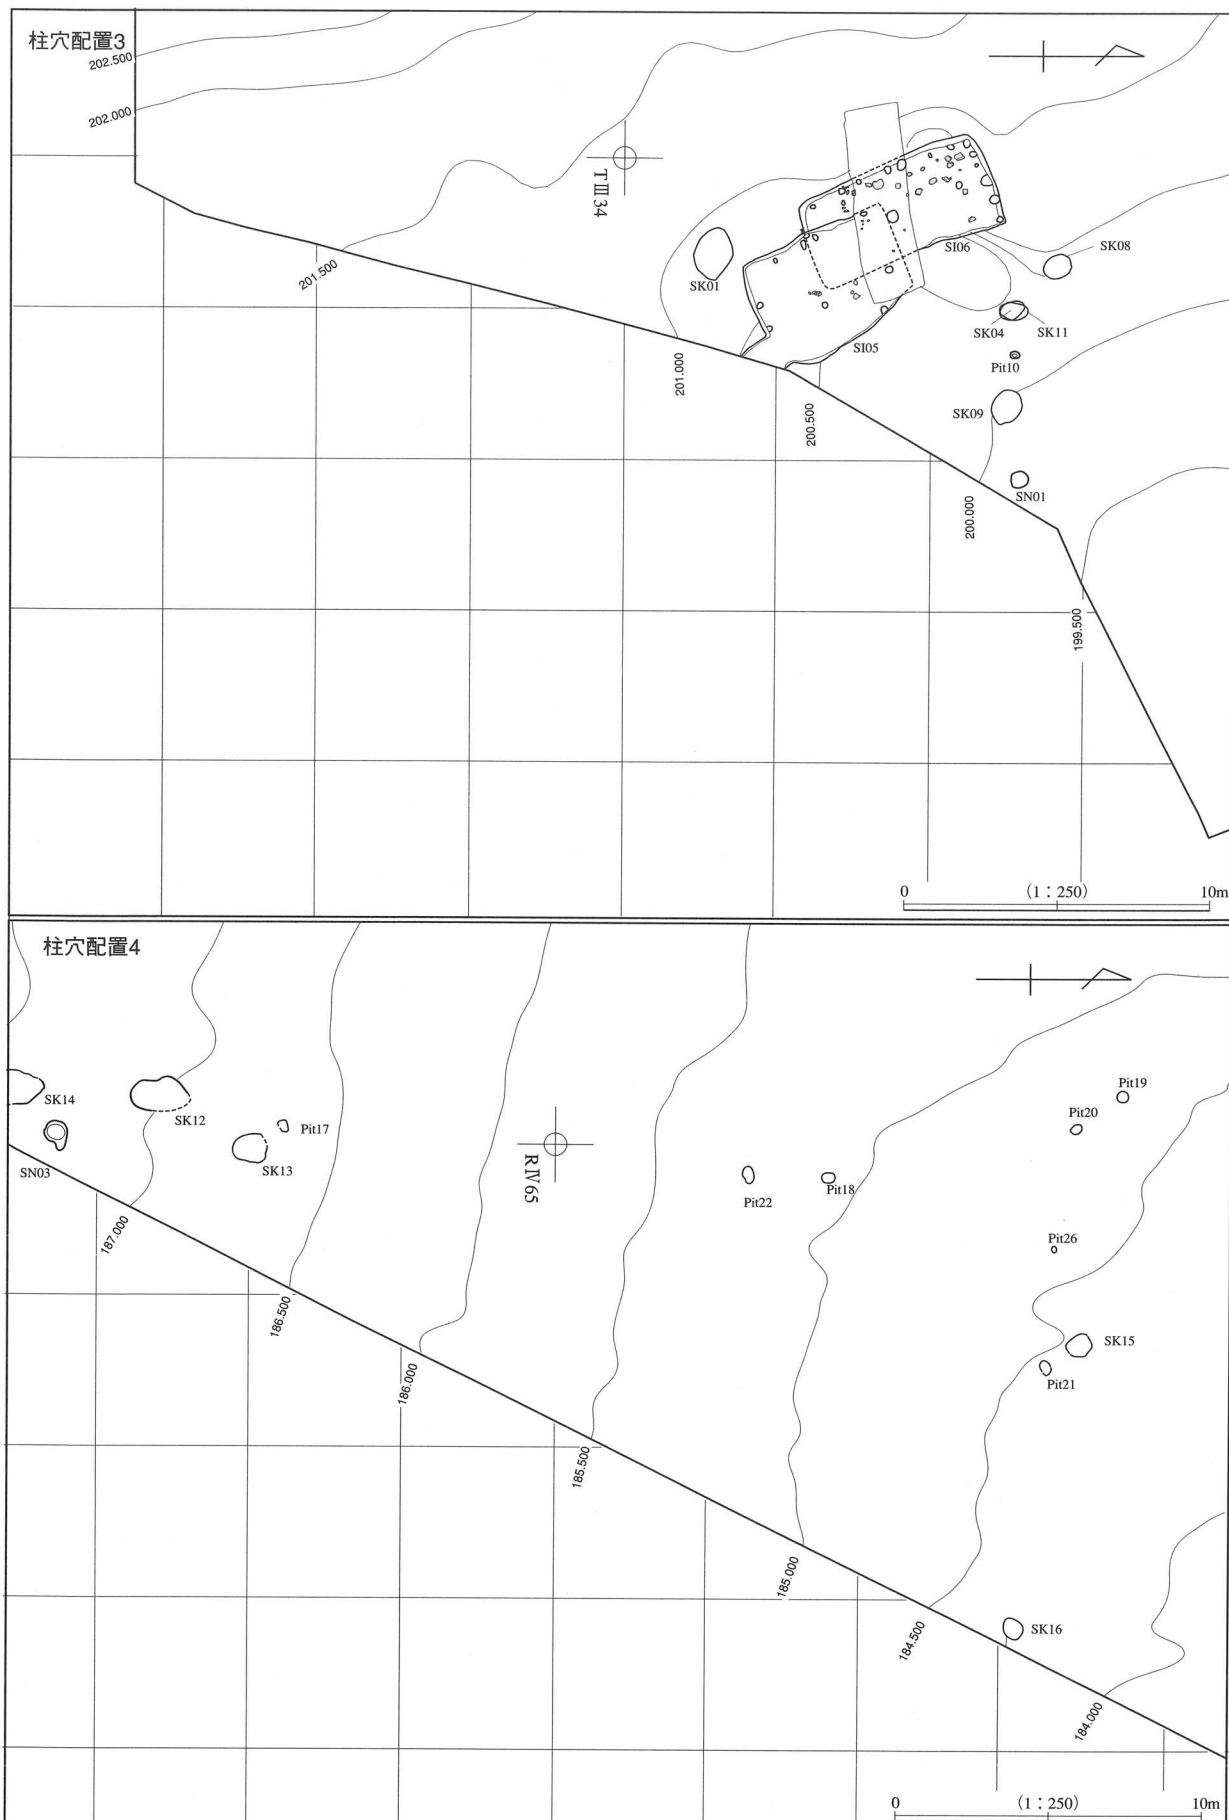 柱穴配置3
202.500
202.000
TⅢ34
201.500
SK01
SI06
SK08
SK04
SK11
SI05
Pit10
201.000
200.500
SK09
SN01
200.000
199.500
0 (1：250) 10m
柱穴配置4
SK14
SK12
Pit17
SK13
SN03
RⅣ65
Pit22
Pit18
Pit19
Pit20
Pit26
SK15
Pit21
187.000
186.500
186.000
185.500
185.000
184.500
SK16
184.000
0 (1：250) 10m